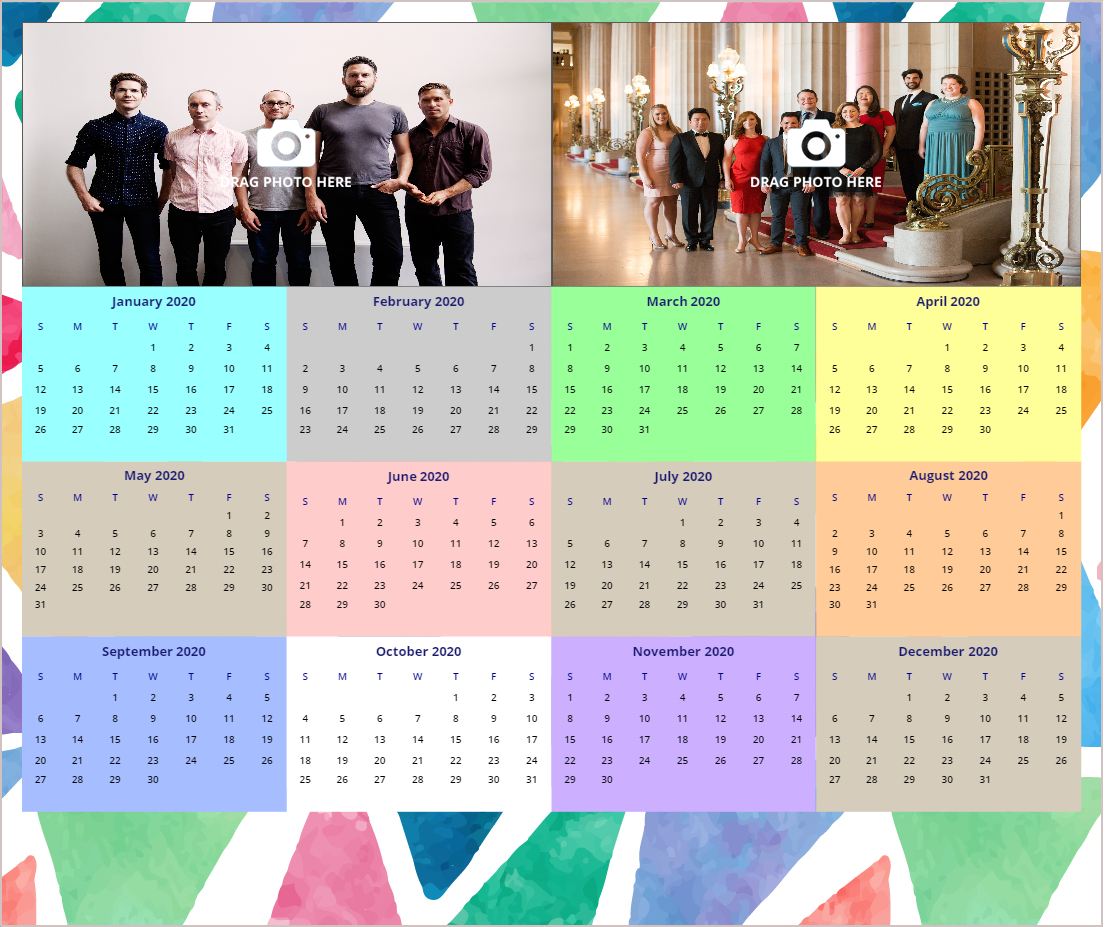 DRAG PHOTO HERE
DRAG PHOTO HERE
January 2020
S M T W T F S
1 2 3 4
5 6 7 8 9 10 11
12 13 14 15 16 17 18
19 20 21 22 23 24 25
26 27 28 29 30 31
February 2020
S M T W T F S
1
2 3 4 5 6 7 8
9 10 11 12 13 14 15
16 17 18 19 20 21 22
23 24 25 26 27 28 29
March 2020
S M T W T F S
1 2 3 4 5 6 7
8 9 10 11 12 13 14
15 16 17 18 19 20 21
22 23 24 25 26 27 28
29 30 31
April 2020
S M T W T F S
1 2 3 4
5 6 7 8 9 10 11
12 13 14 15 16 17 18
19 20 21 22 23 24 25
26 27 28 29 30
May 2020
S M T W T F S
1 2
3 4 5 6 7 8 9
10 11 12 13 14 15 16
17 18 19 20 21 22 23
24 25 26 27 28 29 30
31
June 2020
S M T W T F S
1 2 3 4 5 6
7 8 9 10 11 12 13
14 15 16 17 18 19 20
21 22 23 24 25 26 27
28 29 30
July 2020
S M T W T F S
1 2 3 4
5 6 7 8 9 10 11
12 13 14 15 16 17 18
19 20 21 22 23 24 25
26 27 28 29 30 31
August 2020
S M T W T F S
1
2 3 4 5 6 7 8
9 10 11 12 13 14 15
16 17 18 19 20 21 22
23 24 25 26 27 28 29
30 31
September 2020
S M T W T F S
1 2 3 4 5
6 7 8 9 10 11 12
13 14 15 16 17 18 19
20 21 22 23 24 25 26
27 28 29 30
October 2020
S M T W T F S
1 2 3
4 5 6 7 8 9 10
11 12 13 14 15 16 17
18 19 20 21 22 23 24
25 26 27 28 29 30 31
November 2020
S M T W T F S
1 2 3 4 5 6 7
8 9 10 11 12 13 14
15 16 17 18 19 20 21
22 23 24 25 26 27 28
29 30
December 2020
S M T W T F S
1 2 3 4 5
6 7 8 9 10 11 12
13 14 15 16 17 18 19
20 21 22 23 24 25 26
27 28 29 30 31